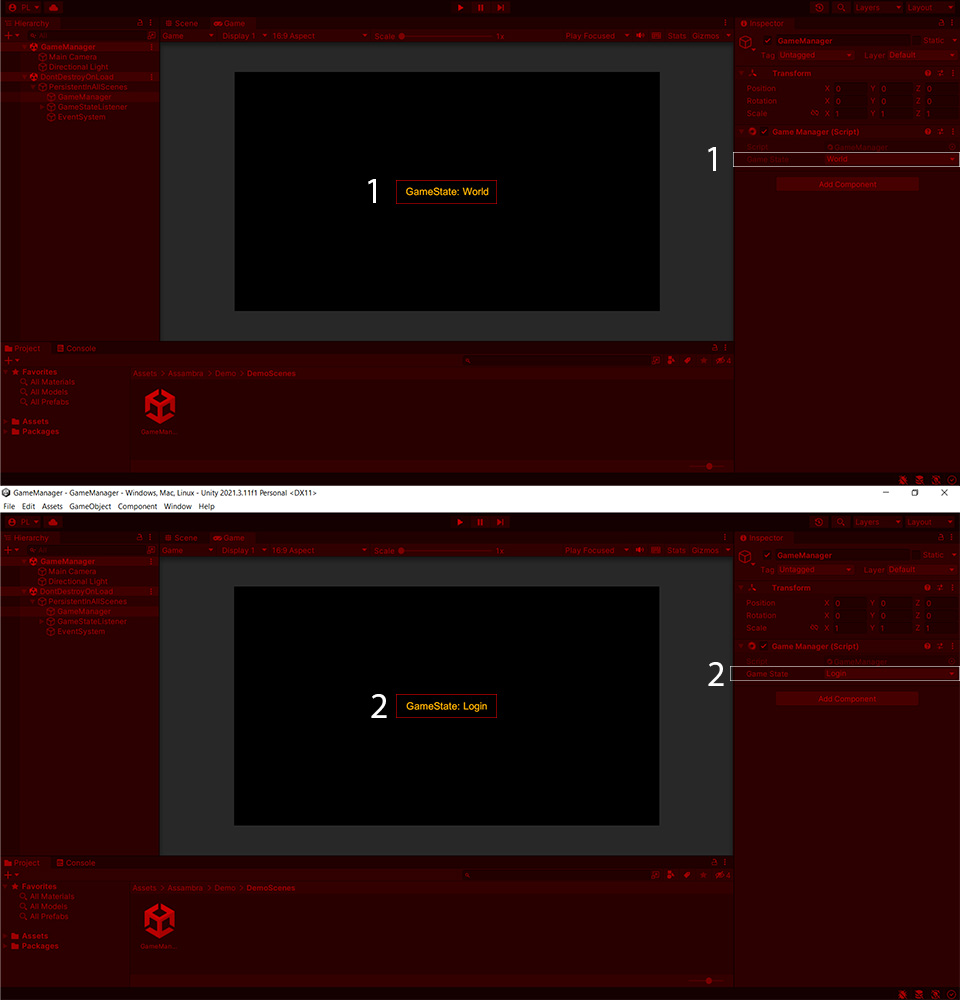 PL Layers Layout
Hierarchy Scene Game Inspector
All Game Display 1 16:9 Aspect Scale 1x Play Focused Stats Gizmos
GameManager
Main Camera
Directional Light
DontDestroyOnLoad
PersistentInAllScenes
GameManager
GameStateListener
EventSystem
1 GameState: World
GameManager Static
Tag Untagged Layer Default
Transform
Position X 0 Y 0 Z 0
Rotation X 0 Y 0 Z 0
Scale X 1 Y 1 Z 1
Game Manager (Script)
Script GameManager
1 Game State World
Add Component
Project Console
4
Favorites
All Materials
All Models
All Prefabs
Assets
Packages
Assets > Assambra > Demo > DemoScenes
GameMan...
GameManager - GameManager - Windows, Mac, Linux - Unity 2021.3.11f1 Personal <DX11>
File Edit Assets GameObject Component Window Help
PL Layers Layout
Hierarchy Scene Game Inspector
All Game Display 1 16:9 Aspect Scale 1x Play Focused Stats Gizmos
GameManager
Main Camera
Directional Light
DontDestroyOnLoad
PersistentInAllScenes
GameManager
GameStateListener
EventSystem
2 GameState: Login
GameManager Static
Tag Untagged Layer Default
Transform
Position X 0 Y 0 Z 0
Rotation X 0 Y 0 Z 0
Scale X 1 Y 1 Z 1
Game Manager (Script)
Script GameManager
2 Game State Login
Add Component
Project Console
4
Favorites
All Materials
All Models
All Prefabs
Assets
Packages
Assets > Assambra > Demo > DemoScenes
GameMan...